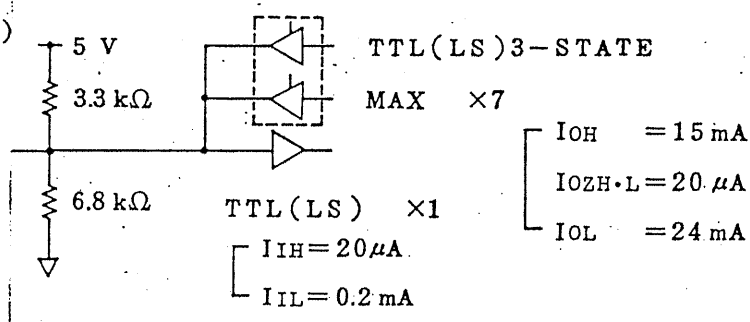 )
5 V
3.3 kΩ
6.8 kΩ
TTL(LS)3-STATE
MAX ×7
IOH =15 mA
IOZH·L=20 μA
IOL =24 mA
TTL(LS) ×1
IIH=20μA
IIL=0.2 mA